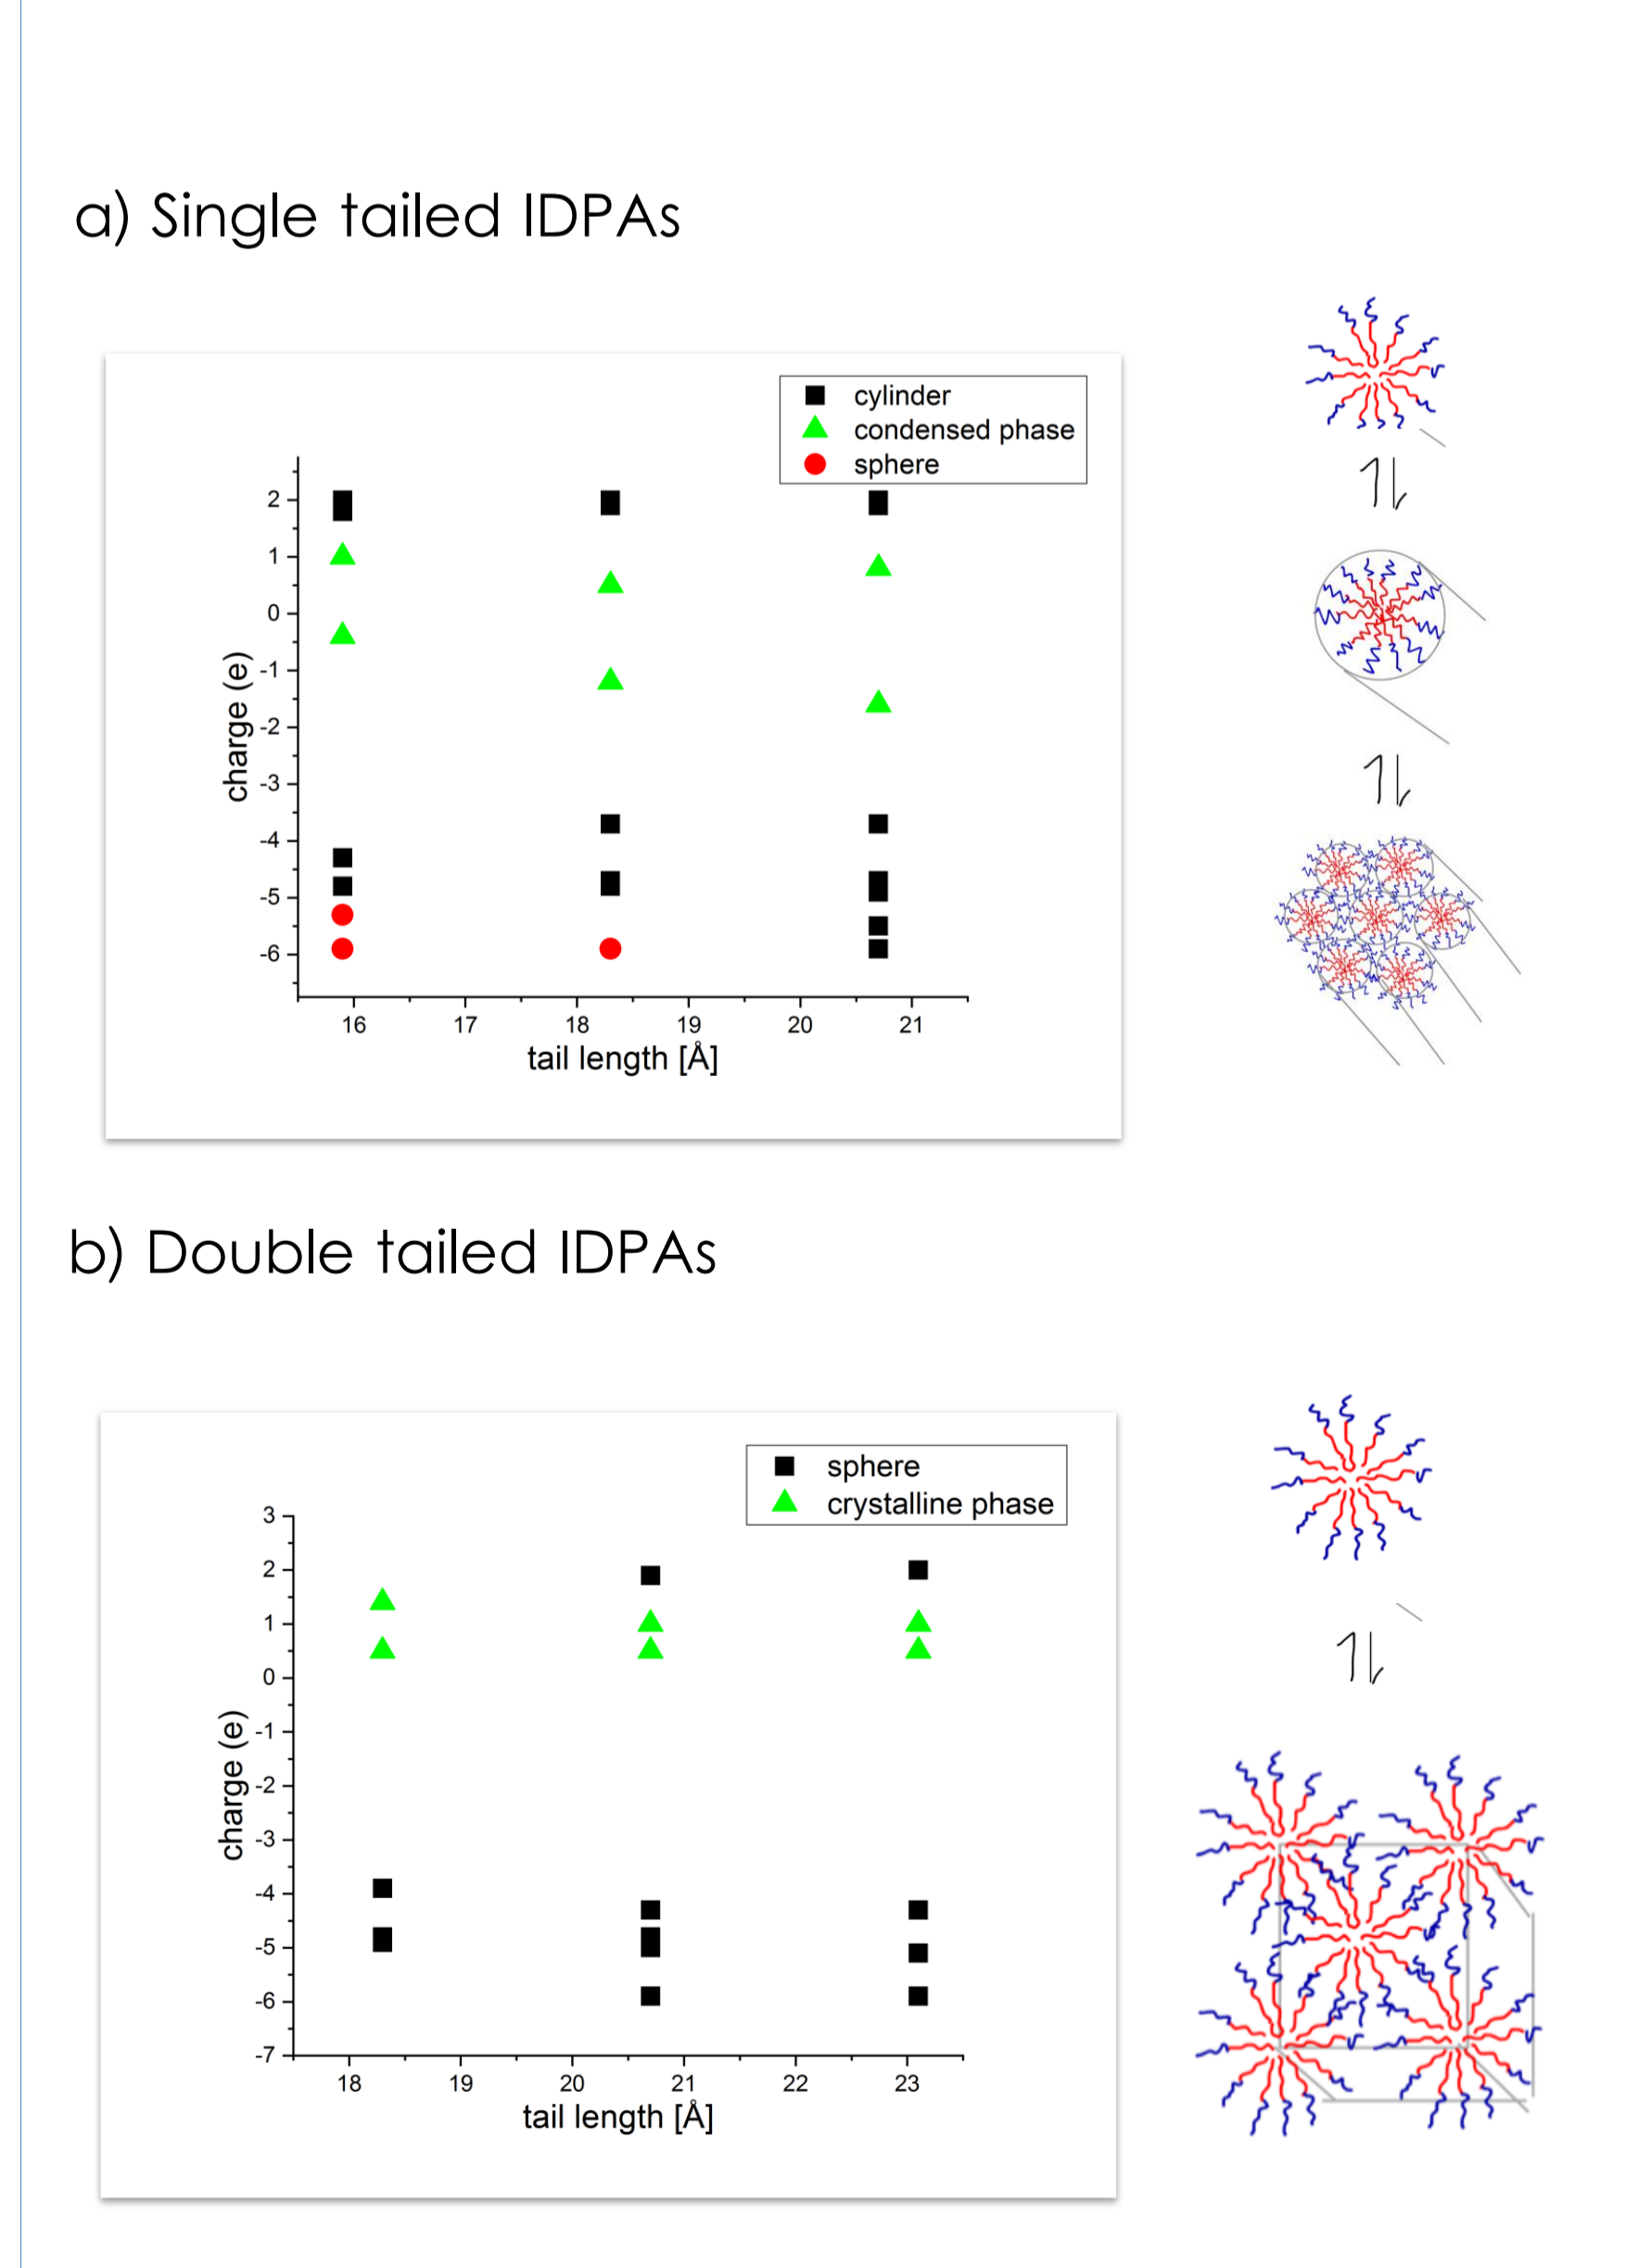 a) Single tailed IDPAs
cylinder
condensed phase
sphere
2
1
0
-1
-2
-3
-4
-5
-6
charge (e)
16 17 18 19 20 21
tail length [Å]
b) Double tailed IDPAs
sphere
crystalline phase
3
2
1
0
-1
-2
-3
-4
-5
-6
-7
charge (e)
18 19 20 21 22 23
tail length [Å]